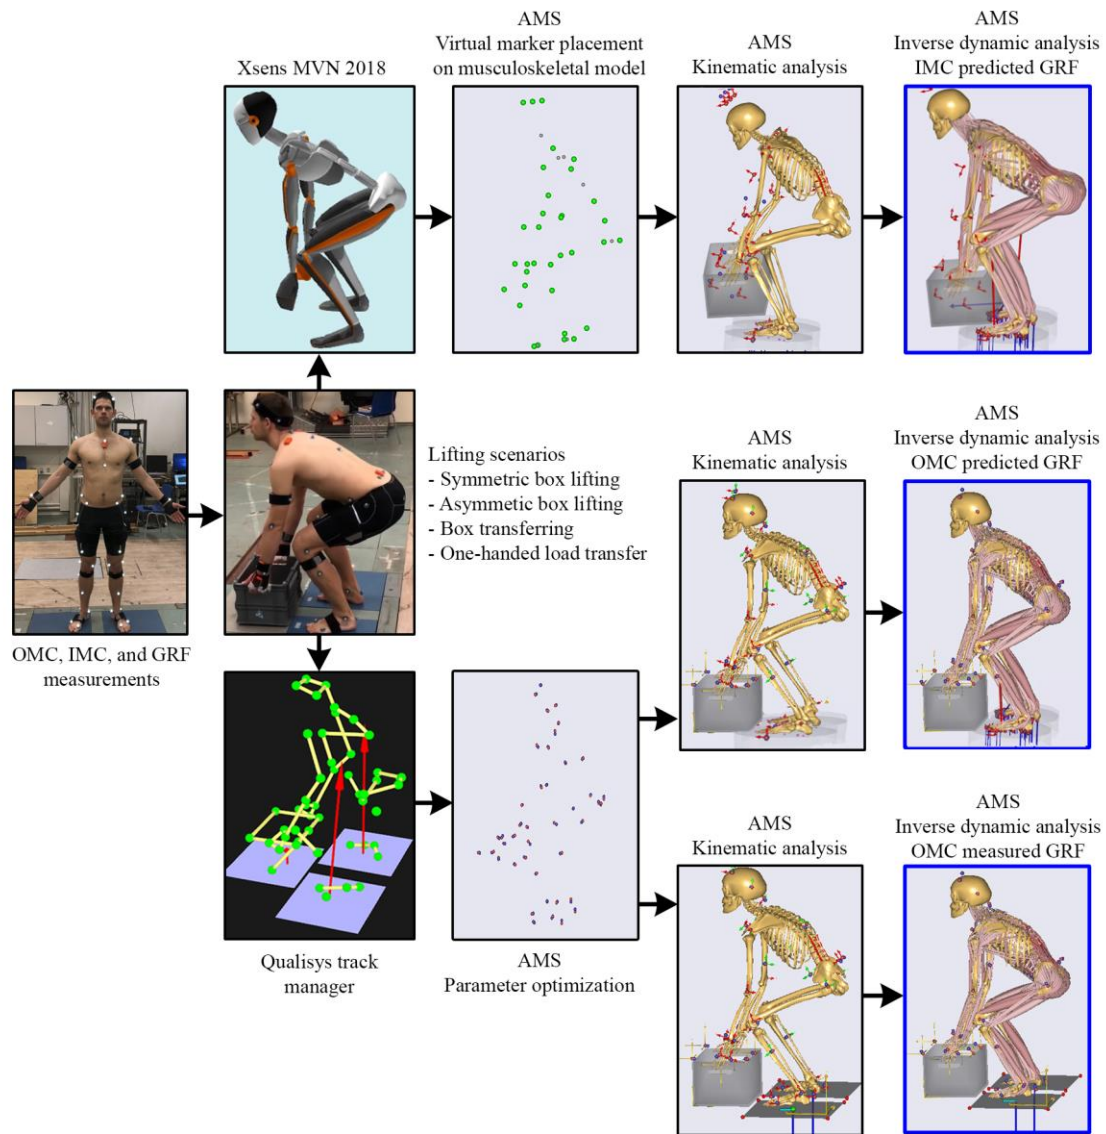 AMS
Virtual marker placement
on musculoskeletal model
AMS
Kinematic analysis
AMS
Inverse dynamic analysis
IMC predicted GRF
Xsens MVN 2018
Lifting scenarios
- Symmetric box lifting
- Asymmetic box lifting
- Box transferring
- One-handed load transfer
AMS
Kinematic analysis
AMS
Inverse dynamic analysis
OMC predicted GRF
OMC, IMC, and GRF
measurements
AMS
Kinematic analysis
AMS
Inverse dynamic analysis
OMC measured GRF
Qualisys track
manager
AMS
Parameter optimization